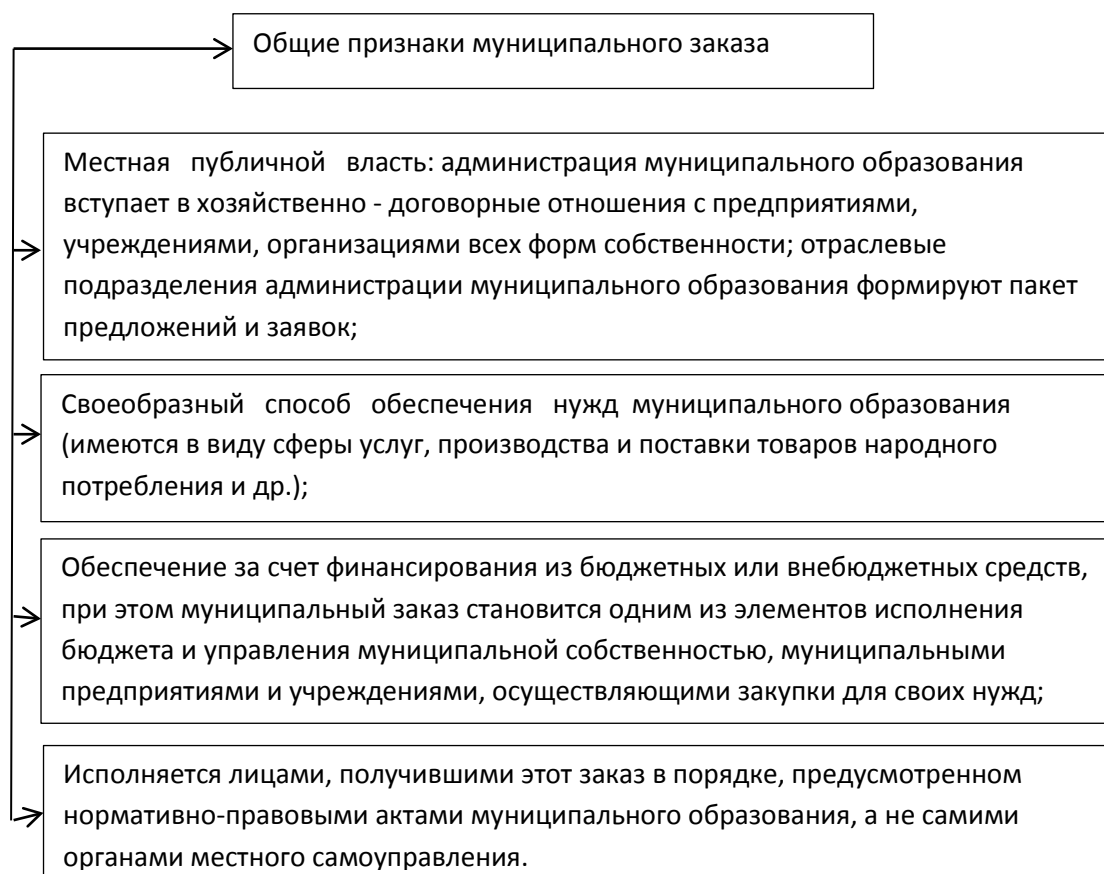 Общие признаки муниципального заказа
Местная публичной власть: администрация муниципального образования
вступает в хозяйственно - договорные отношения с предприятиями,
учреждениями, организациями всех форм собственности; отраслевые
подразделения администрации муниципального образования формируют пакет
предложений и заявок;
Своеобразный способ обеспечения нужд муниципального образования
(имеются в виду сферы услуг, производства и поставки товаров народного
потребления и др.);
Обеспечение за счет финансирования из бюджетных или внебюджетных средств,
при этом муниципальный заказ становится одним из элементов исполнения
бюджета и управления муниципальной собственностью, муниципальными
предприятиями и учреждениями, осуществляющими закупки для своих нужд;
Исполняется лицами, получившими этот заказ в порядке, предусмотренном
нормативно-правовыми актами муниципального образования, а не самими
органами местного самоуправления.